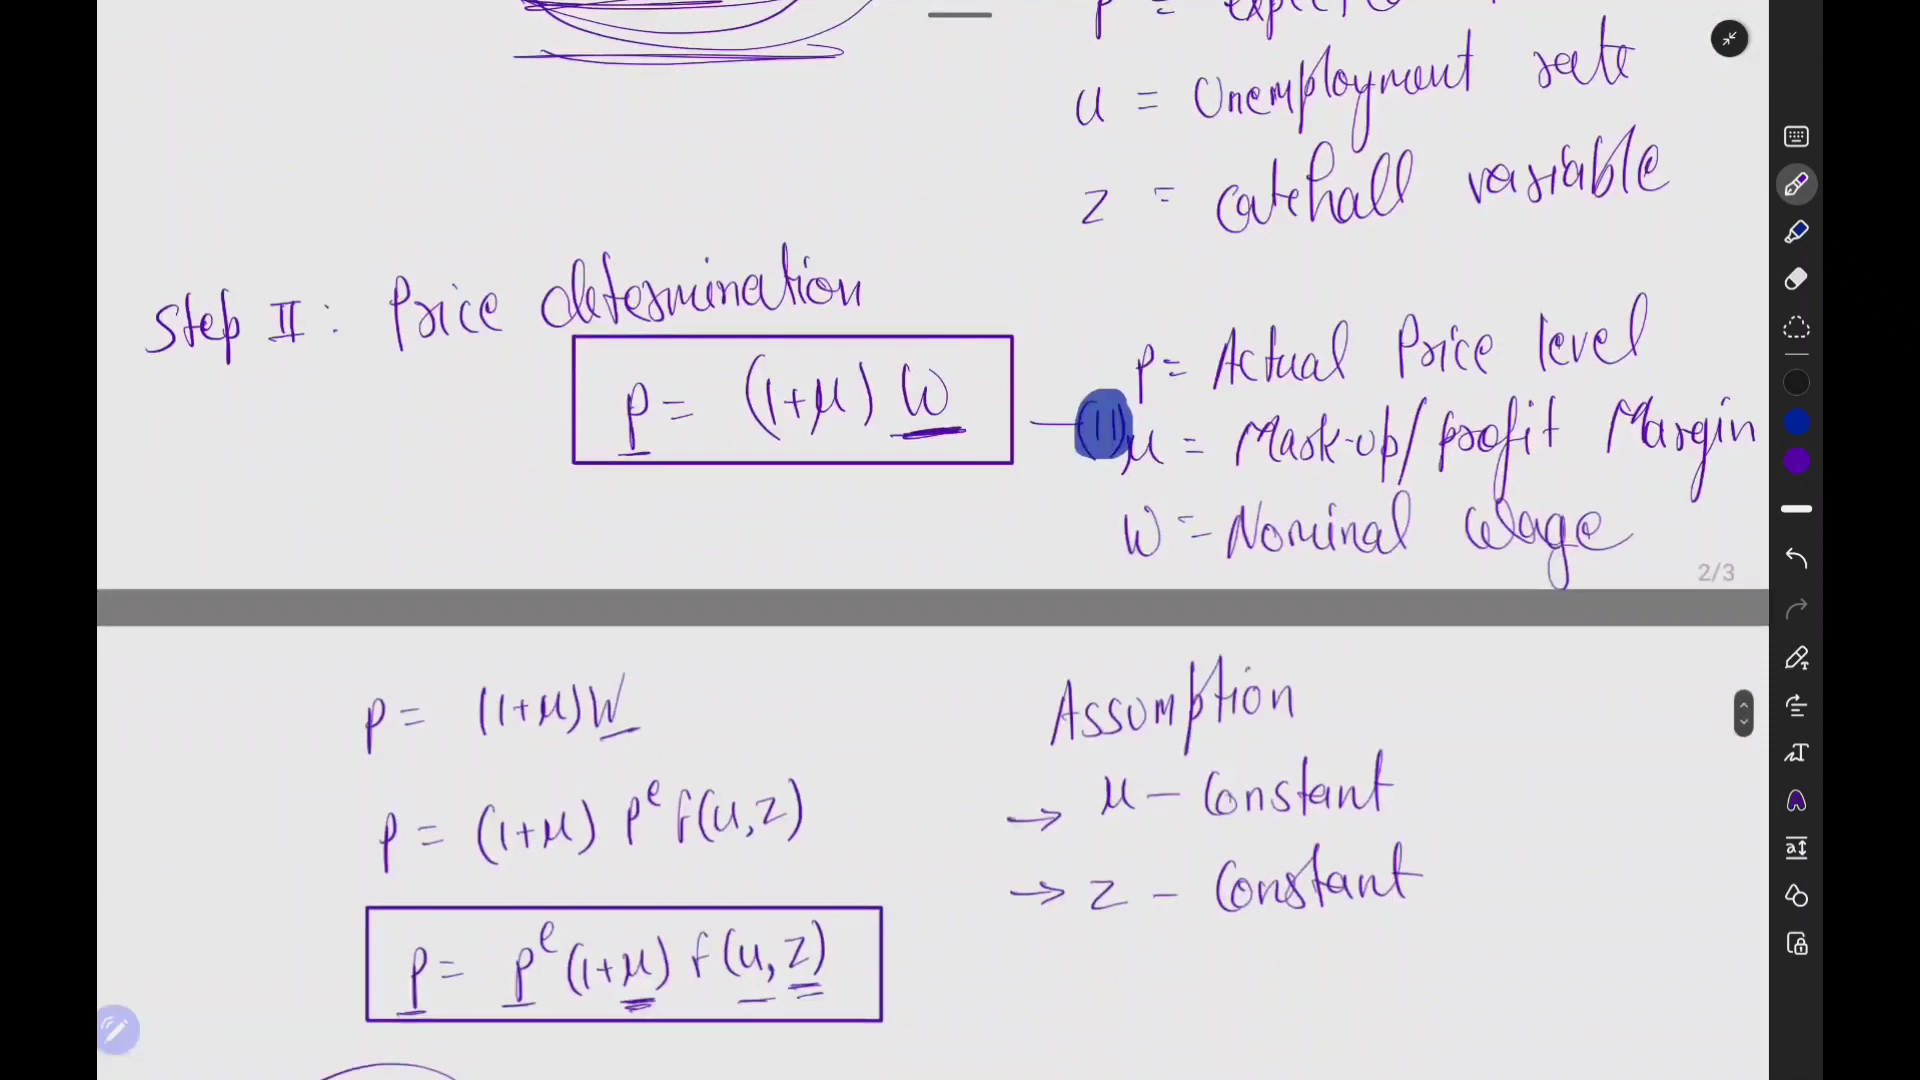 u = Unemployment rate
z = Catchall variable
Step II : Price determination
P = (1+μ) W — (11)
P = Actual Price level
μ = Mark-up/profit Margin
W = Nominal Wage
2/3
P = (1+μ)W
P = (1+μ) Pᵉ f(u,z)
P = Pᵉ (1+μ) f(u, z)
Assumption
→ μ – Constant
→ z – Constant